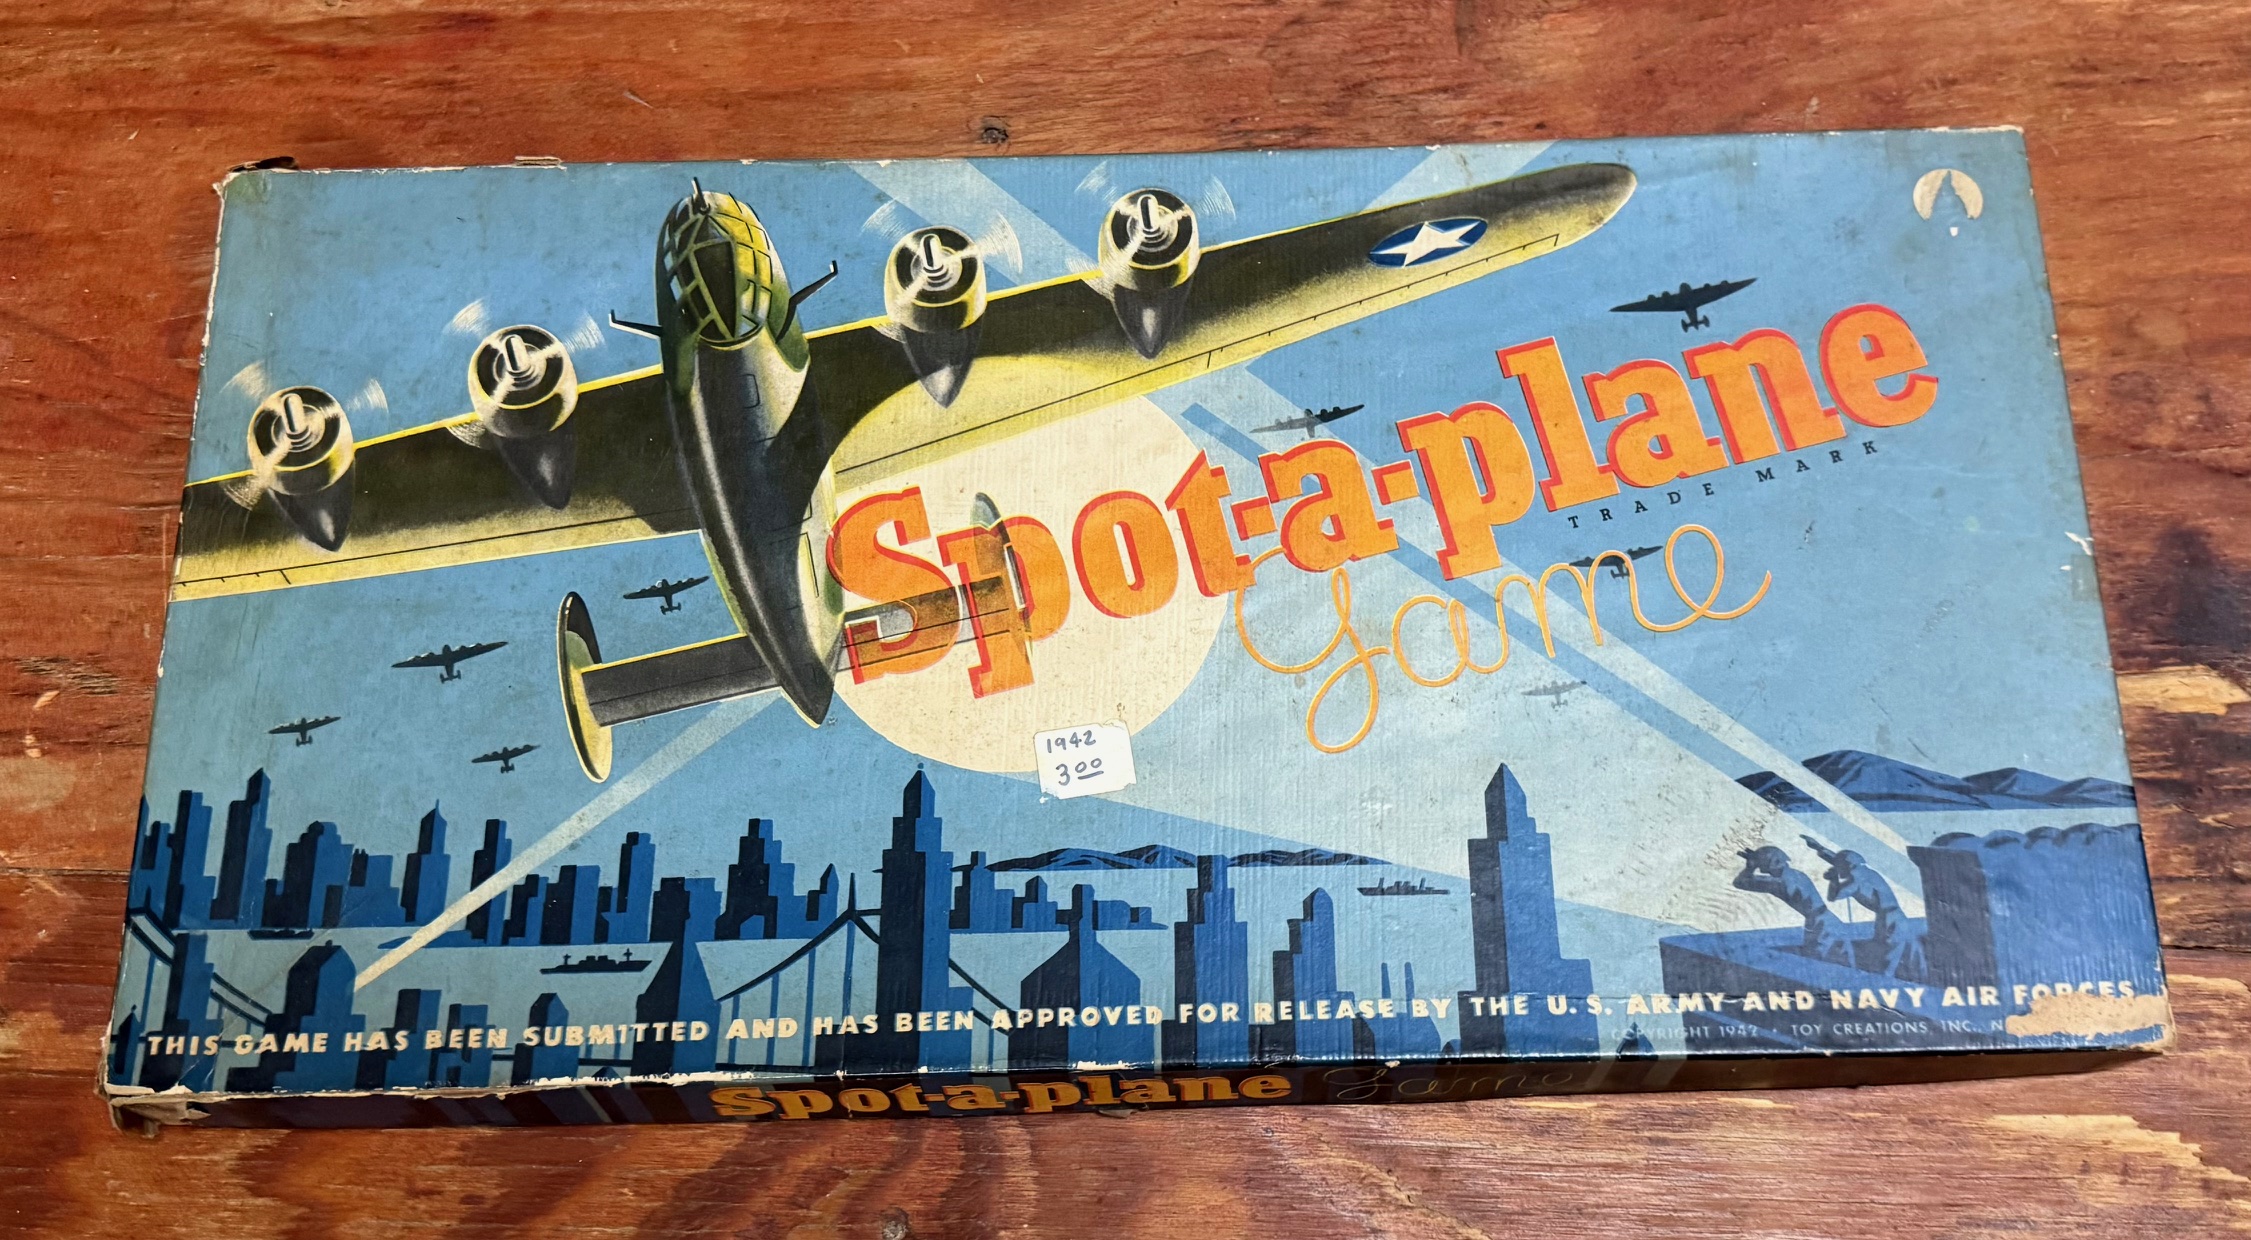 Spot-a-plane
TRADE MARK
game
1942
3 00
THIS GAME HAS BEEN SUBMITTED AND HAS BEEN APPROVED FOR RELEASE BY THE U.S. ARMY AND NAVY AIR FORCES
COPYRIGHT 1942 · TOY CREATIONS, INC.,
Spot-a-plane game